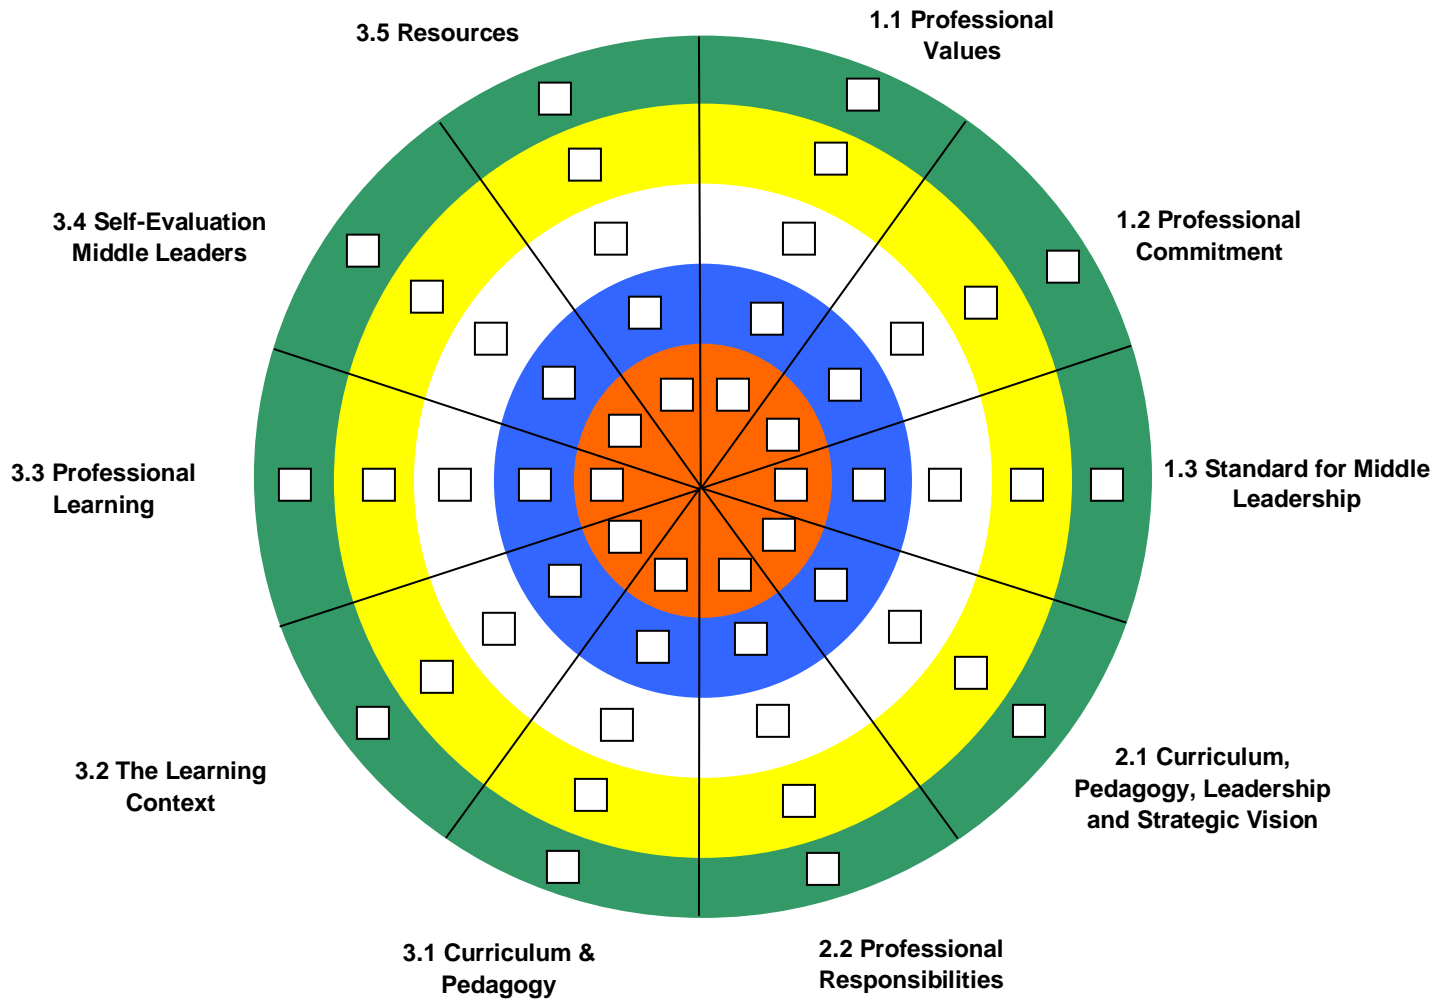 3.5 Resources
1.1 Professional
Values
3.4 Self-Evaluation
Middle Leaders
1.2 Professional
Commitment
3.3 Professional
Learning
1.3 Standard for Middle
Leadership
3.2 The Learning
Context
2.1 Curriculum,
Pedagogy, Leadership
and Strategic Vision
3.1 Curriculum &
Pedagogy
2.2 Professional
Responsibilities